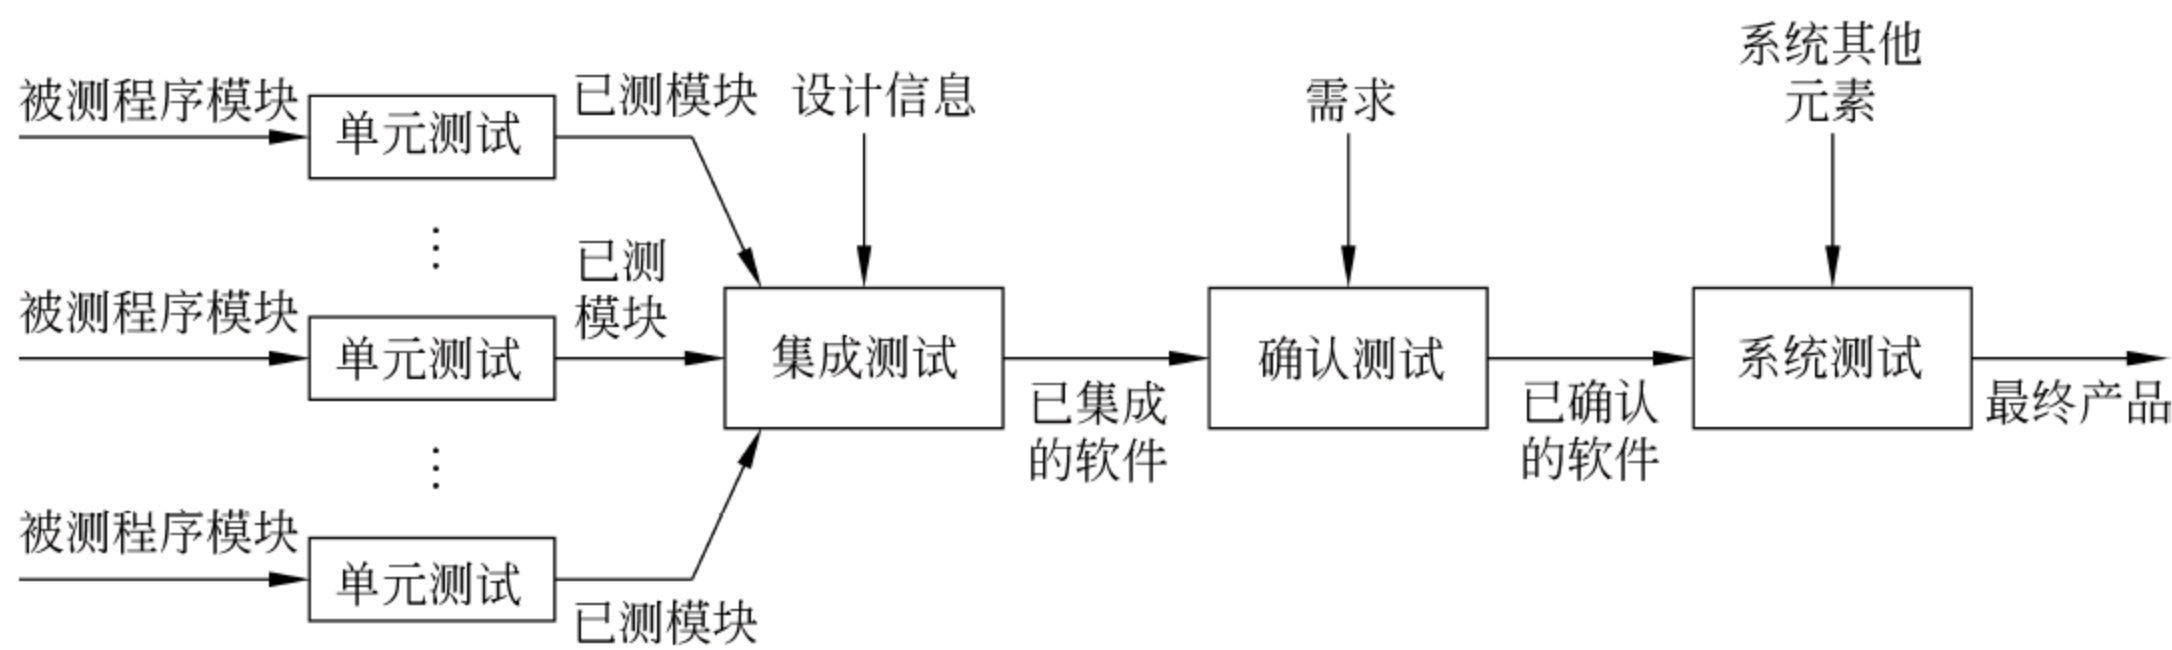 被测程序模块
单元测试
已测模块
设计信息
需求
系统其他
元素
⋮
被测程序模块
单元测试
已测
模块
集成测试
已集成
的软件
确认测试
已确认
的软件
系统测试
最终产品
⋮
被测程序模块
单元测试
已测模块